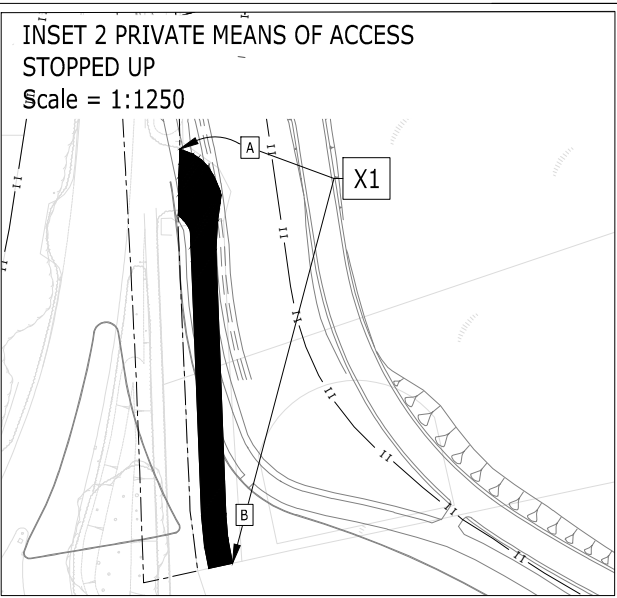 INSET 2 PRIVATE MEANS OF ACCESS
STOPPED UP
Scale = 1:1250
A
X1
B